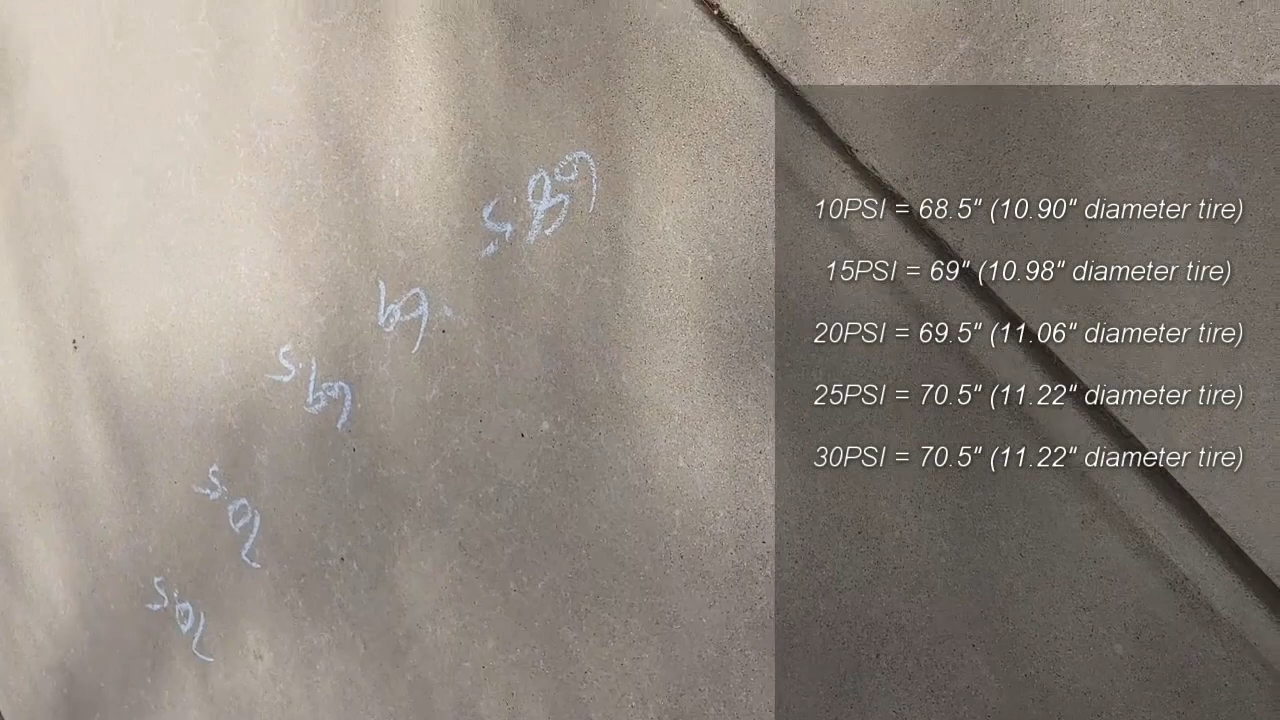 68.5
69
69.5
70.5
70.5
10PSI = 68.5" (10.90" diameter tire)
15PSI = 69" (10.98" diameter tire)
20PSI = 69.5" (11.06" diameter tire)
25PSI = 70.5" (11.22" diameter tire)
30PSI = 70.5" (11.22" diameter tire)